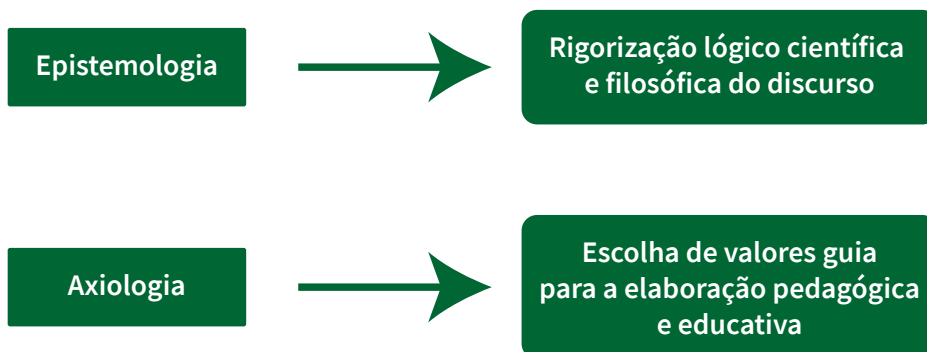 Epistemologia
Rigorização lógico científica
e filosófica do discurso
Axiologia
Escolha de valores guia
para a elaboração pedagógica
e educativa